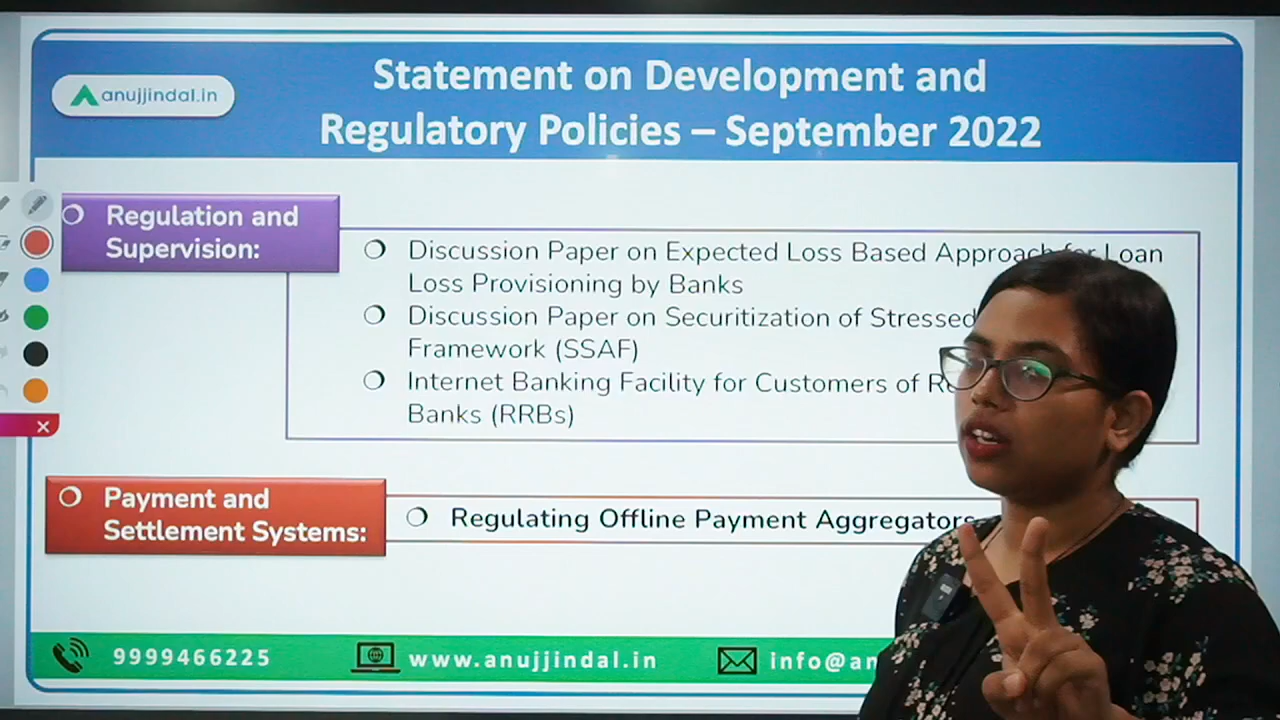 anujjindal.in
Statement on Development and
Regulatory Policies – September 2022
Regulation and
Supervision:
Discussion Paper on Expected Loss Based Approach for Loan
Loss Provisioning by Banks
Discussion Paper on Securitization of Stressed
Framework (SSAF)
Internet Banking Facility for Customers of
Banks (RRBs)
Payment and
Settlement Systems:
Regulating Offline Payment Aggregators
9999466225
www.anujjindal.in